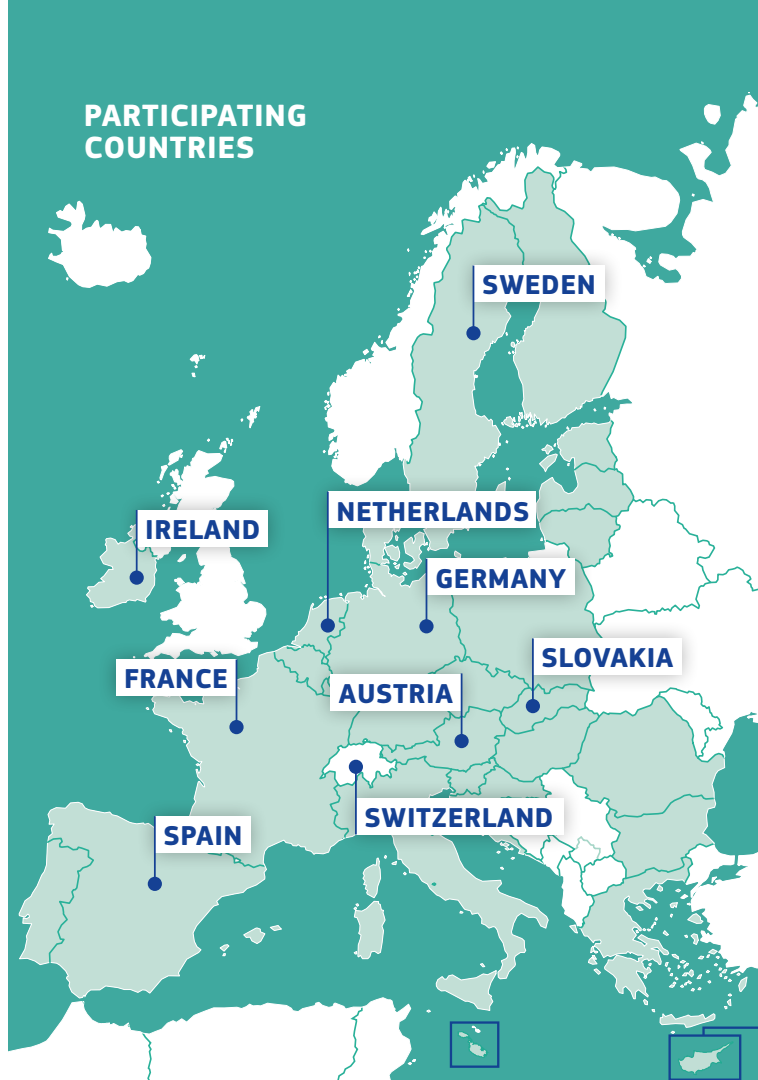 PARTICIPATING
COUNTRIES
SWEDEN
NETHERLANDS
IRELAND
GERMANY
SLOVAKIA
FRANCE
AUSTRIA
SWITZERLAND
SPAIN